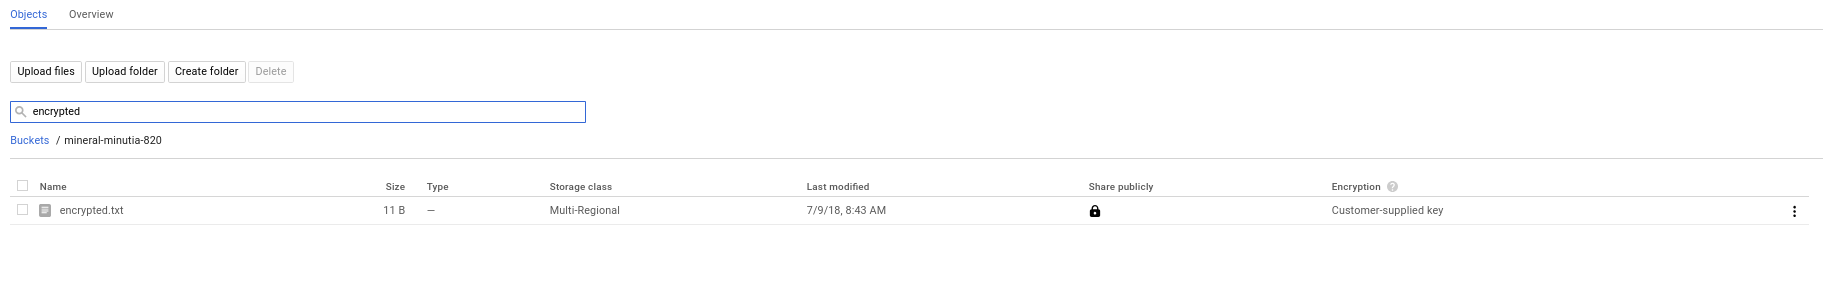 Objects Overview
Upload files Upload folder Create folder Delete
encrypted
Buckets / mineral-minutia-820
Name Size Type Storage class Last modified Share publicly Encryption ?
encrypted.txt 11 B — Multi-Regional 7/9/18, 8:43 AM Customer-supplied key